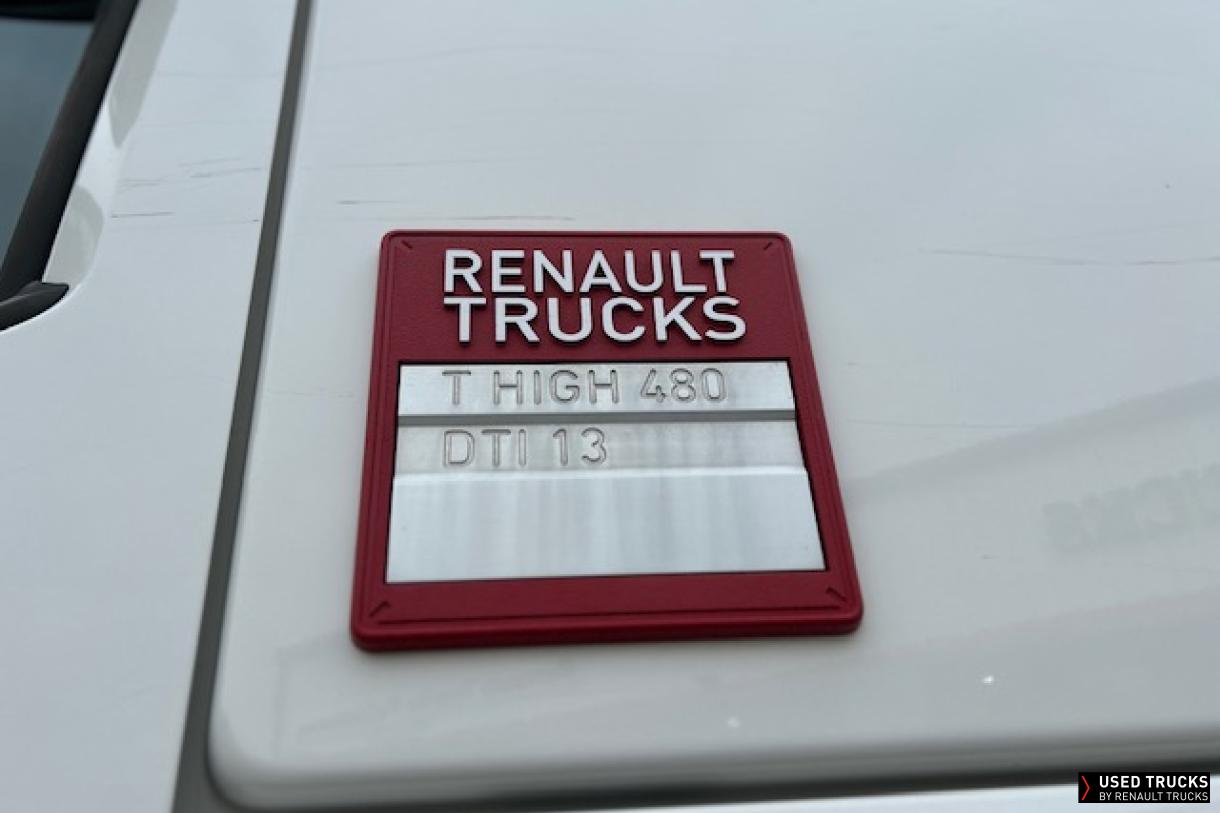 RENAULT
TRUCKS
T HIGH 480
DTI 13
USED TRUCKS
BY RENAULT TRUCKS